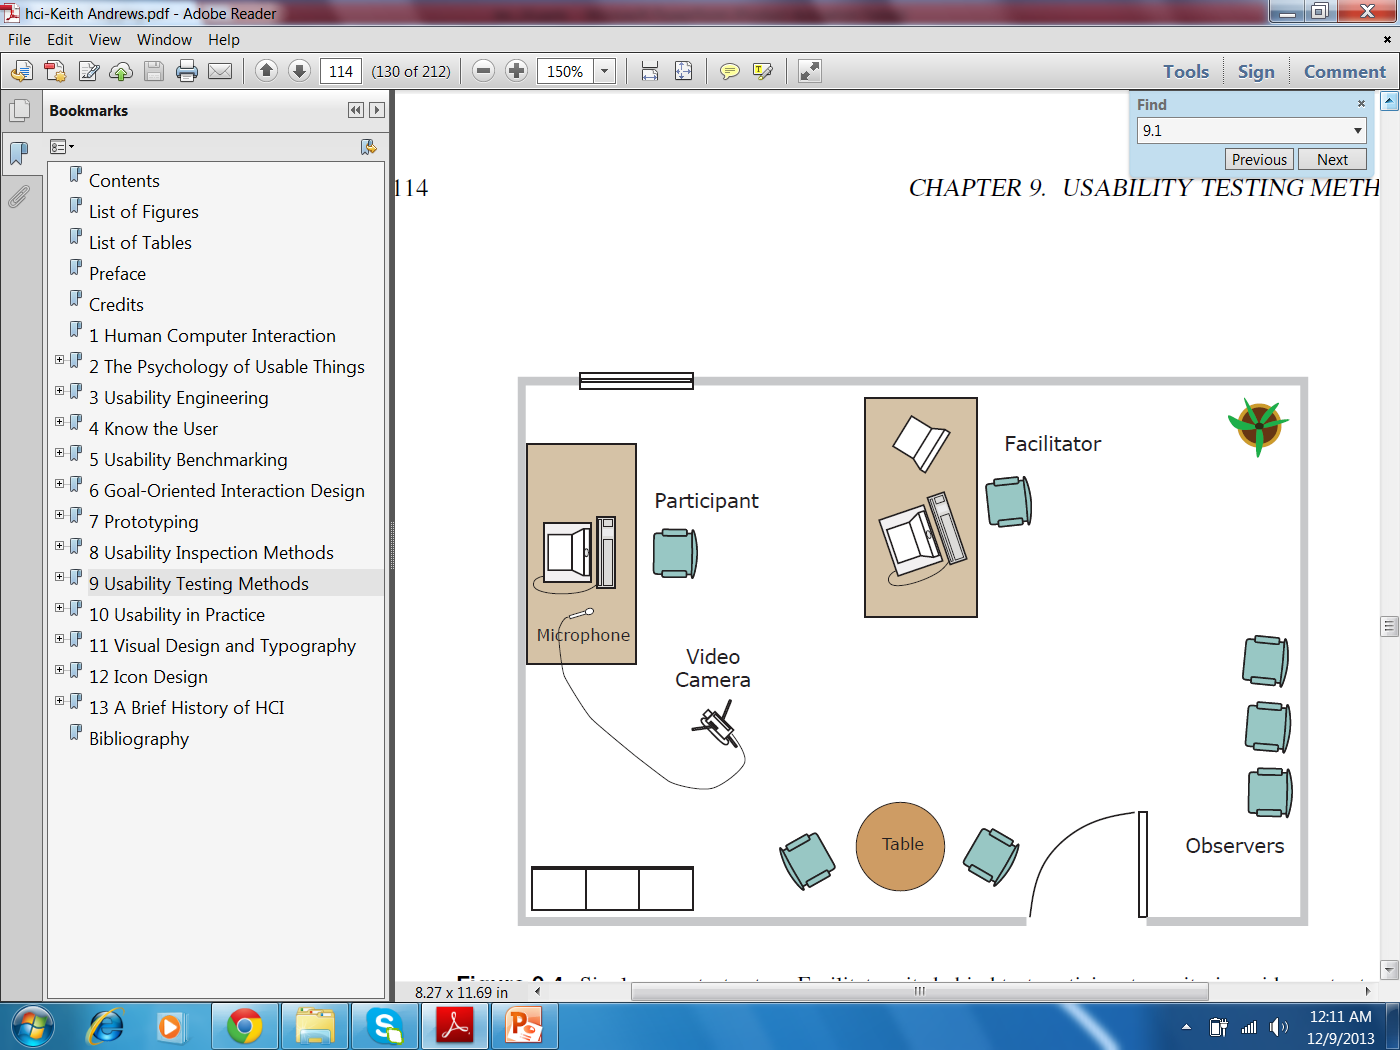 hci-Keith Andrews.pdf - Adobe Reader
File Edit View Window Help
114 (130 of 212) 150% Tools Sign Comment
Bookmarks
Contents
List of Figures
List of Tables
Preface
Credits
1 Human Computer Interaction
2 The Psychology of Usable Things
3 Usability Engineering
4 Know the User
5 Usability Benchmarking
6 Goal-Oriented Interaction Design
7 Prototyping
8 Usability Inspection Methods
9 Usability Testing Methods
10 Usability in Practice
11 Visual Design and Typography
12 Icon Design
13 A Brief History of HCI
Bibliography
Find
9.1
Previous Next
114 CHAPTER 9. USABILITY TESTING METH
Facilitator
Participant
Microphone
Video
Camera
Table
Observers
8.27 x 11.69 in
12:11 AM
12/9/2013